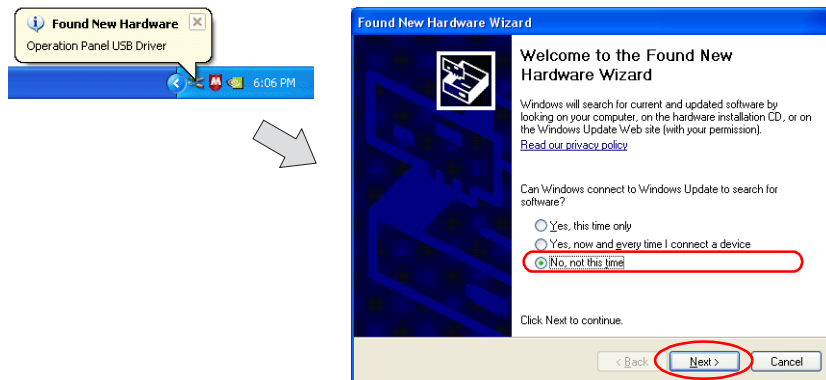 Found New Hardware
Operation Panel USB Driver
6:06 PM
Found New Hardware Wizard
Welcome to the Found New
Hardware Wizard
Windows will search for current and updated software by
looking on your computer, on the hardware installation CD, or on
the Windows Update Web site (with your permission).
Read our privacy policy
Can Windows connect to Windows Update to search for
software?
Yes, this time only
Yes, now and every time I connect a device
No, not this time
Click Next to continue.
< Back
Next >
Cancel